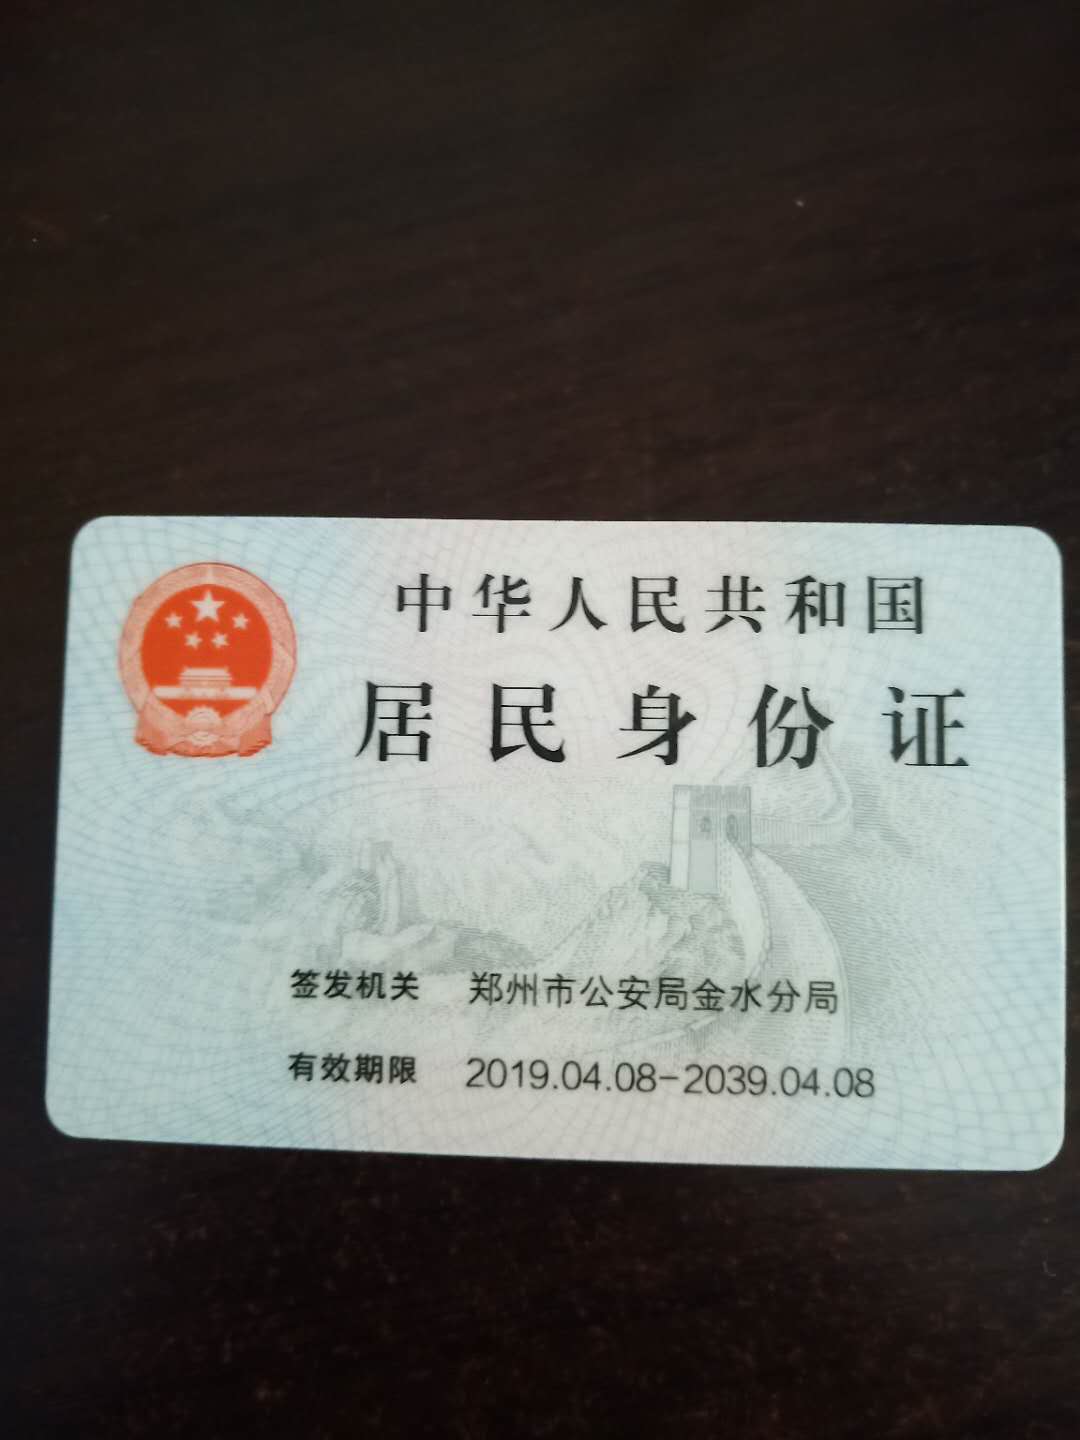 中华人民共和国
居民身份证
签发机关 郑州市公安局金水分局
有效期限 2019.04.08-2039.04.08